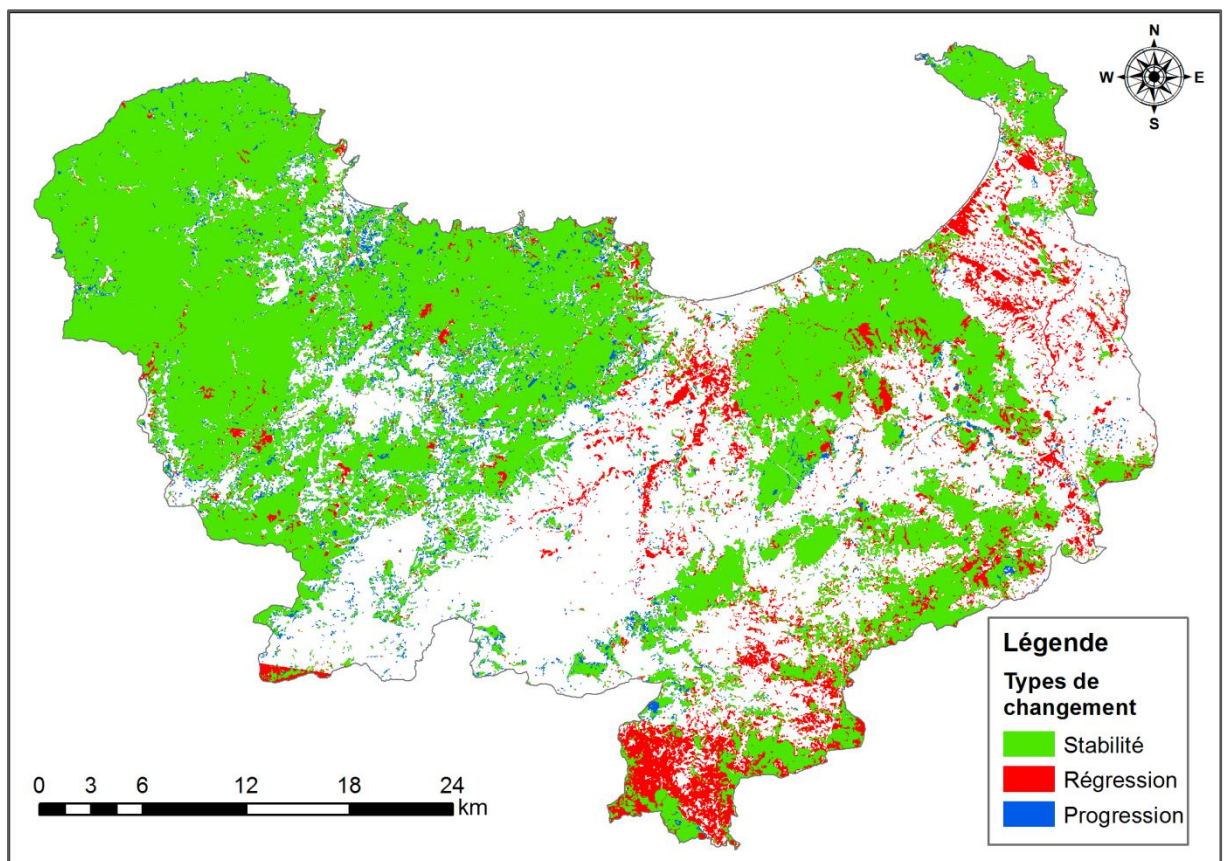 N
W E
S
Légende
Types de
changement
Stabilité
Régression
Progression
0 3 6 12 18 24
km